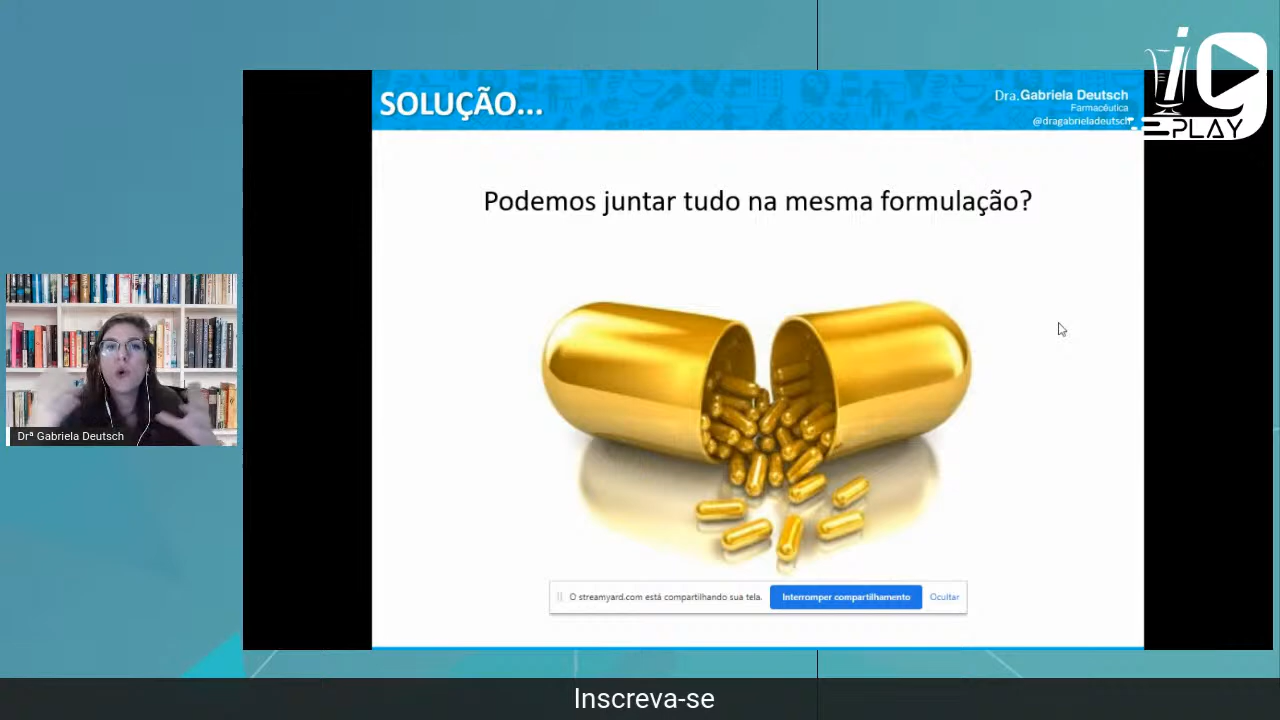 SOLUÇÃO...
Dra.Gabriela Deutsch
Farmacêutica
@dragabrieladeutsch
iG
PLAY
Podemos juntar tudo na mesma formulação?
Drª Gabriela Deutsch
O streamyard.com está compartilhando sua tela.
Interromper compartilhamento
Ocultar
Inscreva-se